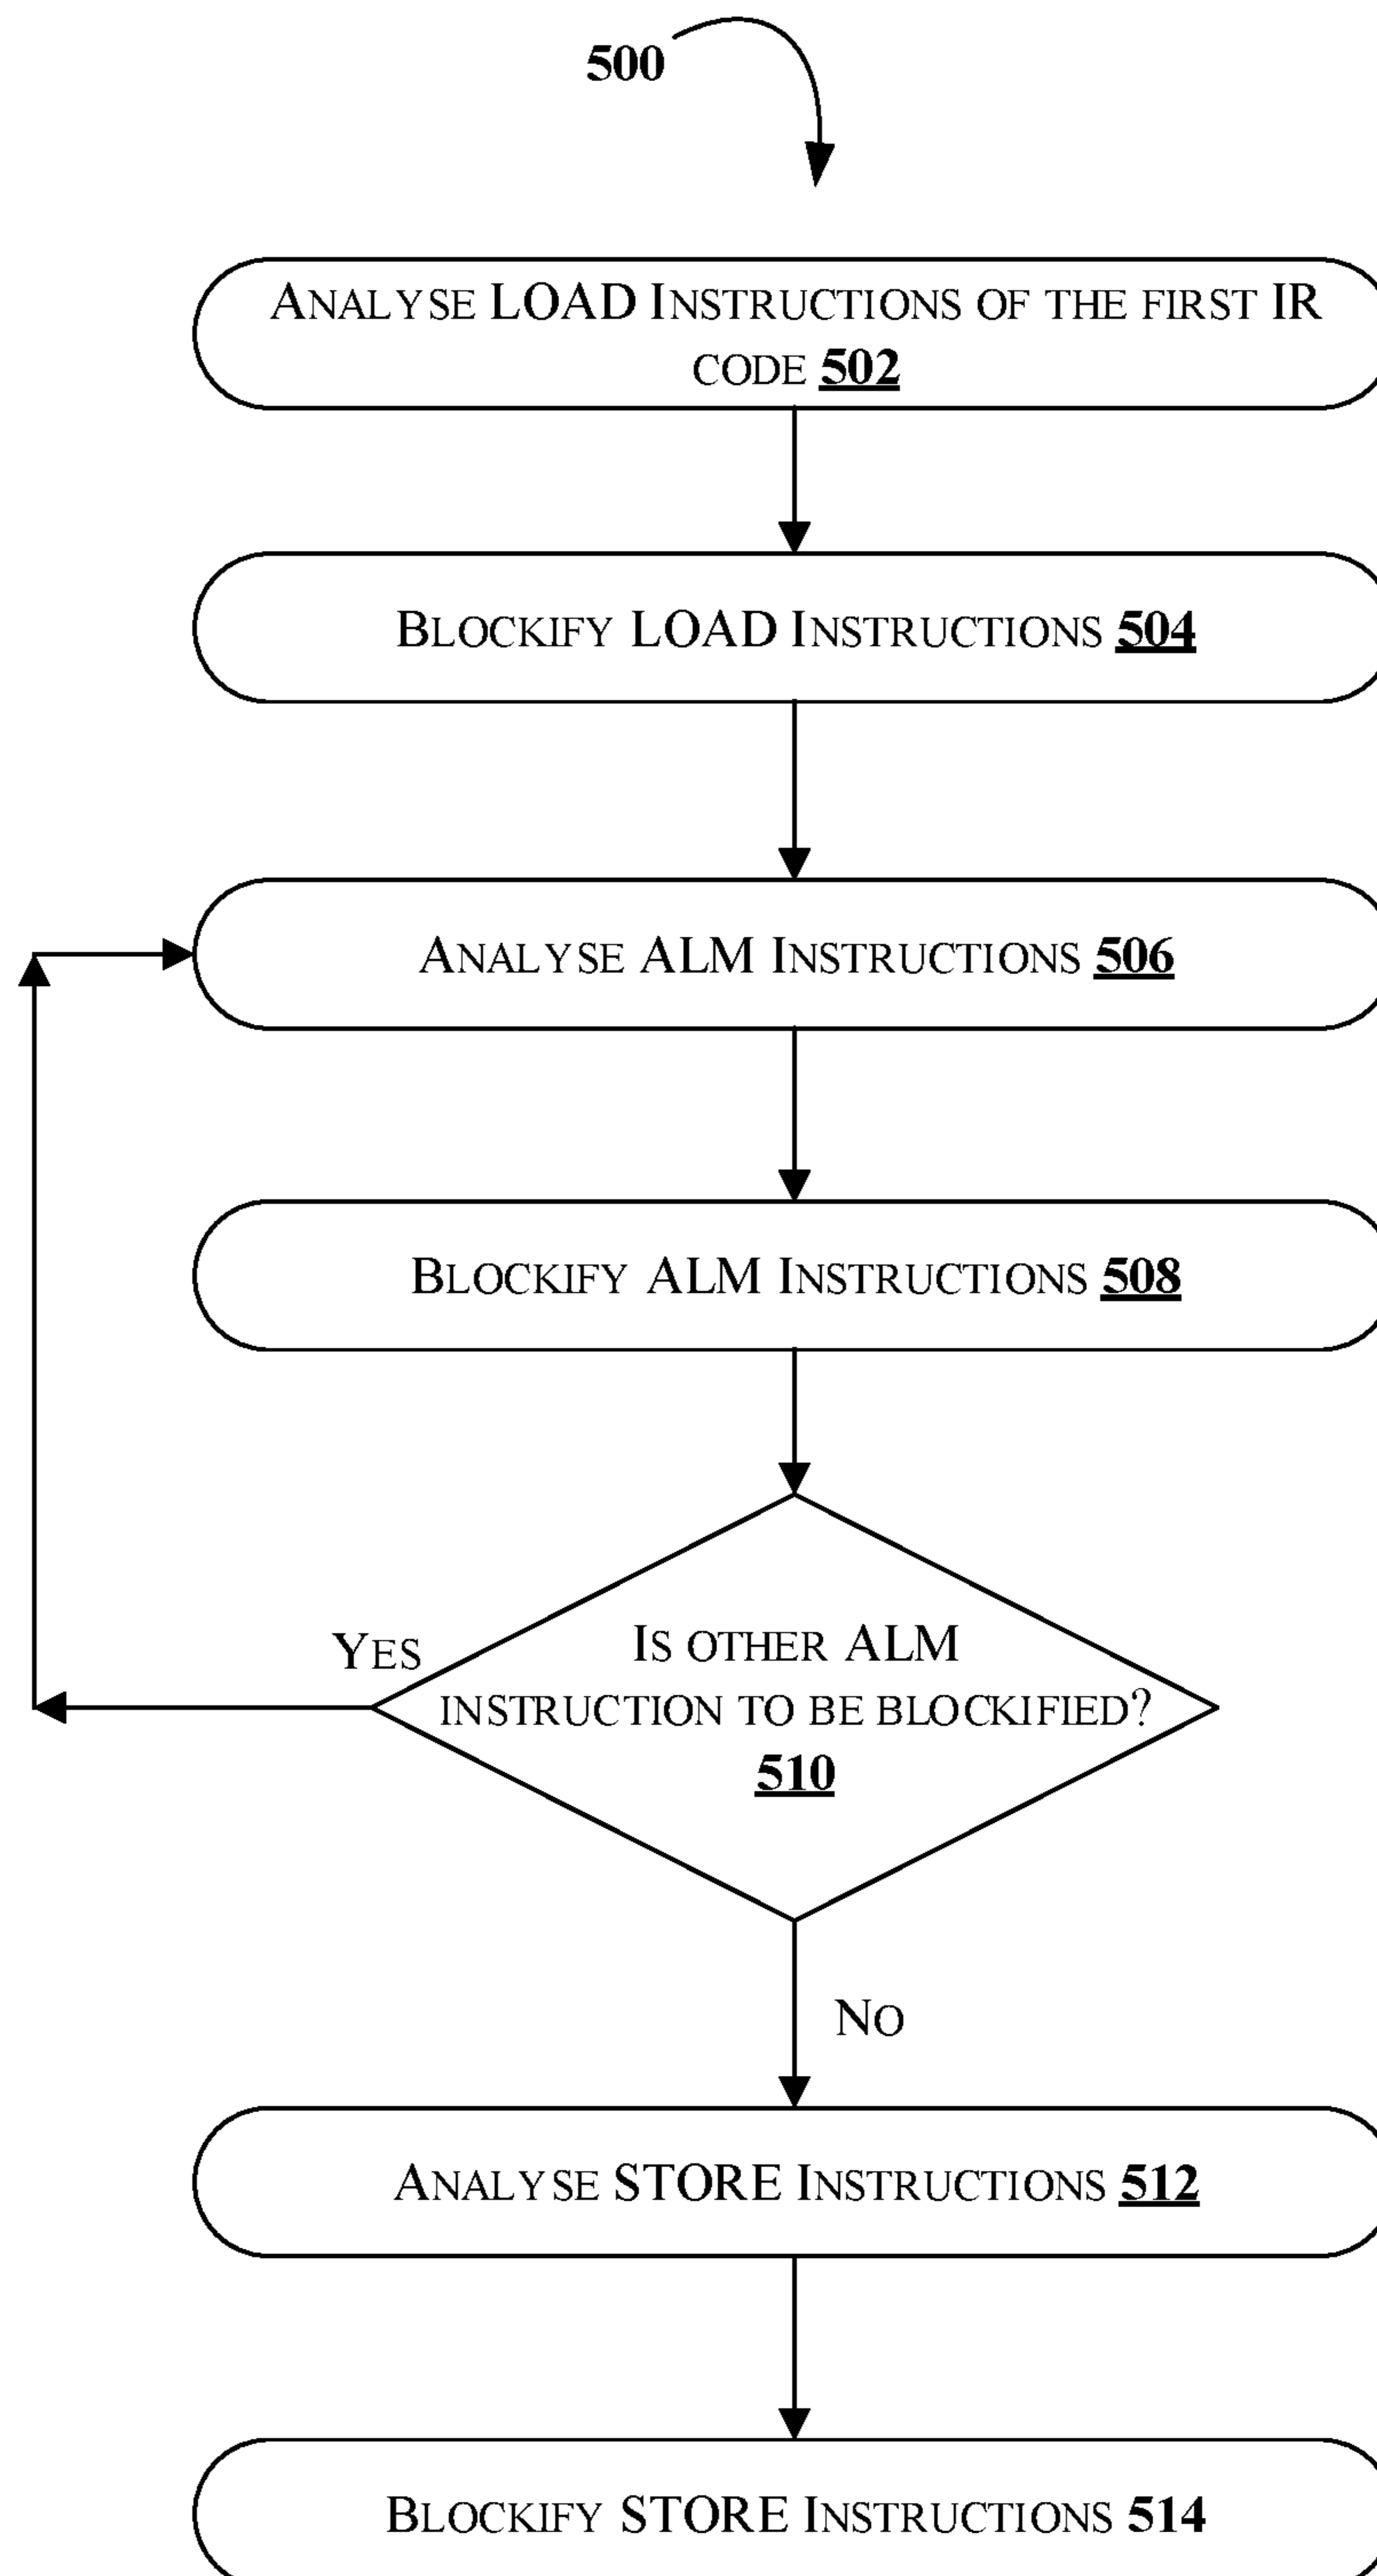 500
ANALYSE LOAD INSTRUCTIONS OF THE FIRST IR
CODE 502
BLOCKIFY LOAD INSTRUCTIONS 504
ANALYSE ALM INSTRUCTIONS 506
BLOCKIFY ALM INSTRUCTIONS 508
YES
IS OTHER ALM
INSTRUCTION TO BE BLOCKIFIED?
510
NO
ANALYSE STORE INSTRUCTIONS 512
BLOCKIFY STORE INSTRUCTIONS 514